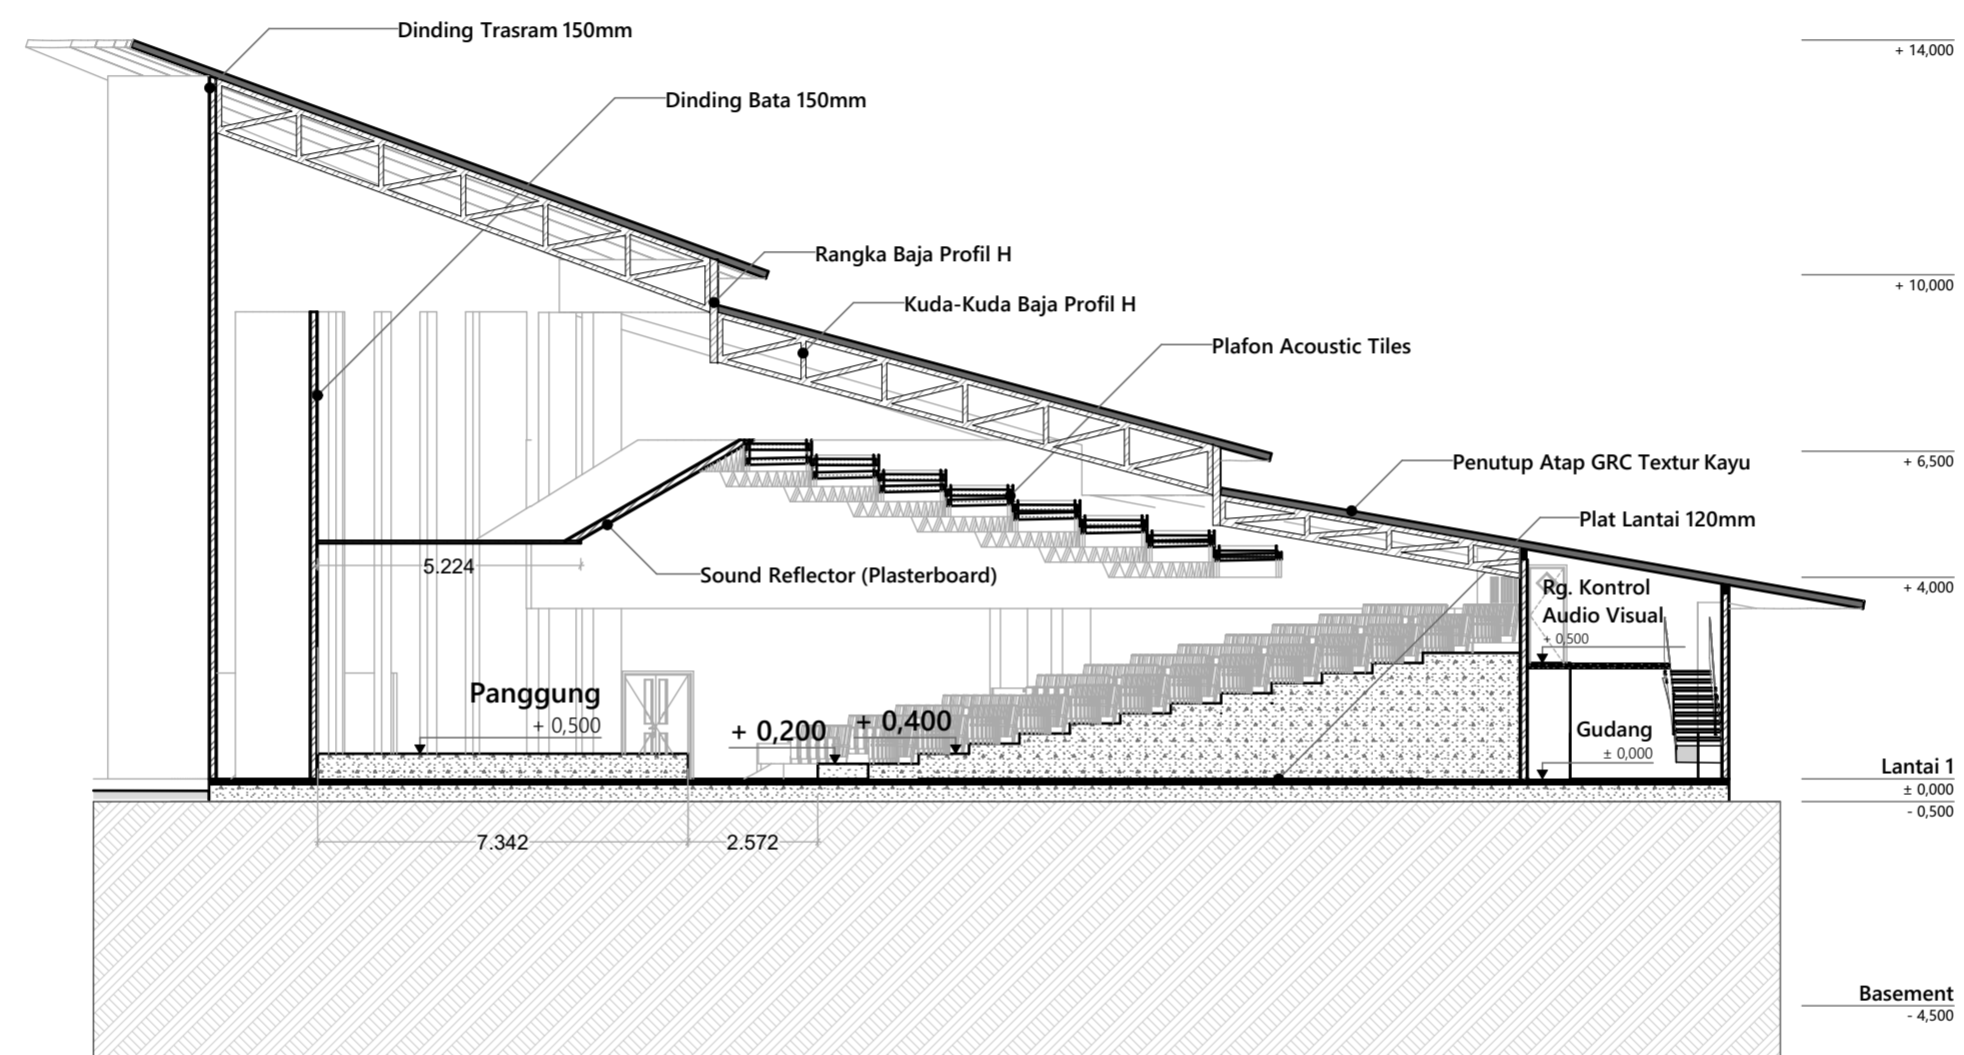 Dinding Trasram 150mm
+ 14,000
Dinding Bata 150mm
Rangka Baja Profil H
+ 10,000
Kuda-Kuda Baja Profil H
Plafon Acoustic Tiles
Penutup Atap GRC Textur Kayu
+ 6,500
Plat Lantai 120mm
5.224
Sound Reflector (Plasterboard)
Rg. Kontrol
Audio Visual
+ 0,500
+ 4,000
Panggung
+ 0,500
+ 0,200
+ 0,400
Gudang
± 0,000
Lantai 1
± 0,000
- 0,500
7.342
2.572
Basement
- 4,500